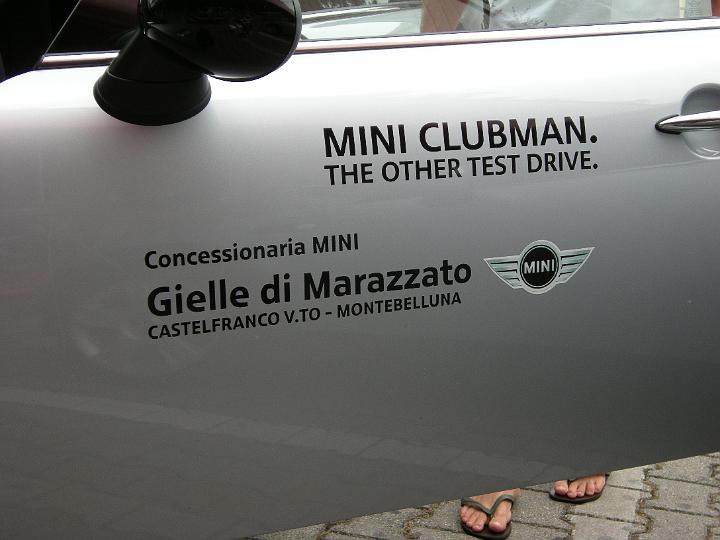 MINI CLUBMAN.
THE OTHER TEST DRIVE.
Concessionaria MINI
Gielle di Marazzato
CASTELFRANCO V.TO - MONTEBELLUNA
MINI